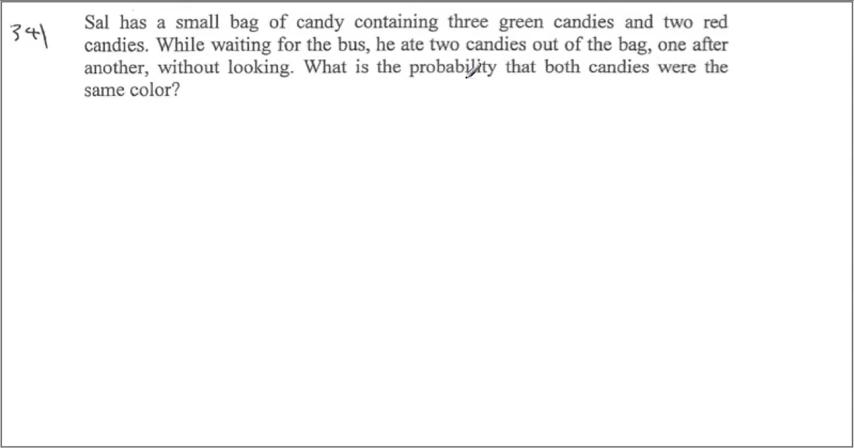 341
Sal has a small bag of candy containing three green candies and two red
candies. While waiting for the bus, he ate two candies out of the bag, one after
another, without looking. What is the probability that both candies were the
same color?